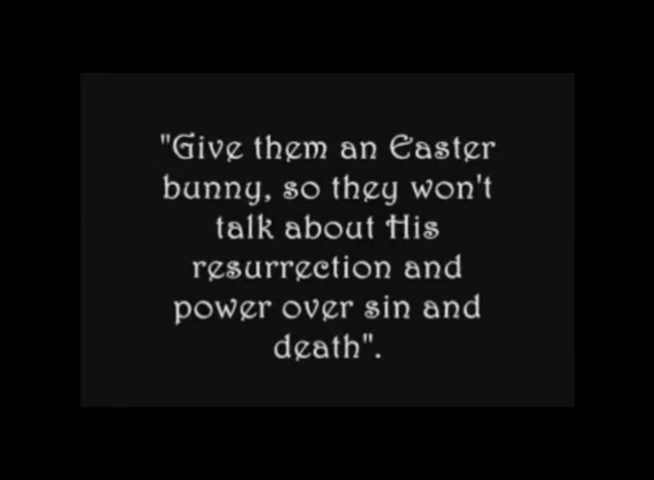 "Give them an Easter
bunny, so they won't
talk about His
resurrection and
power over sin and
death".